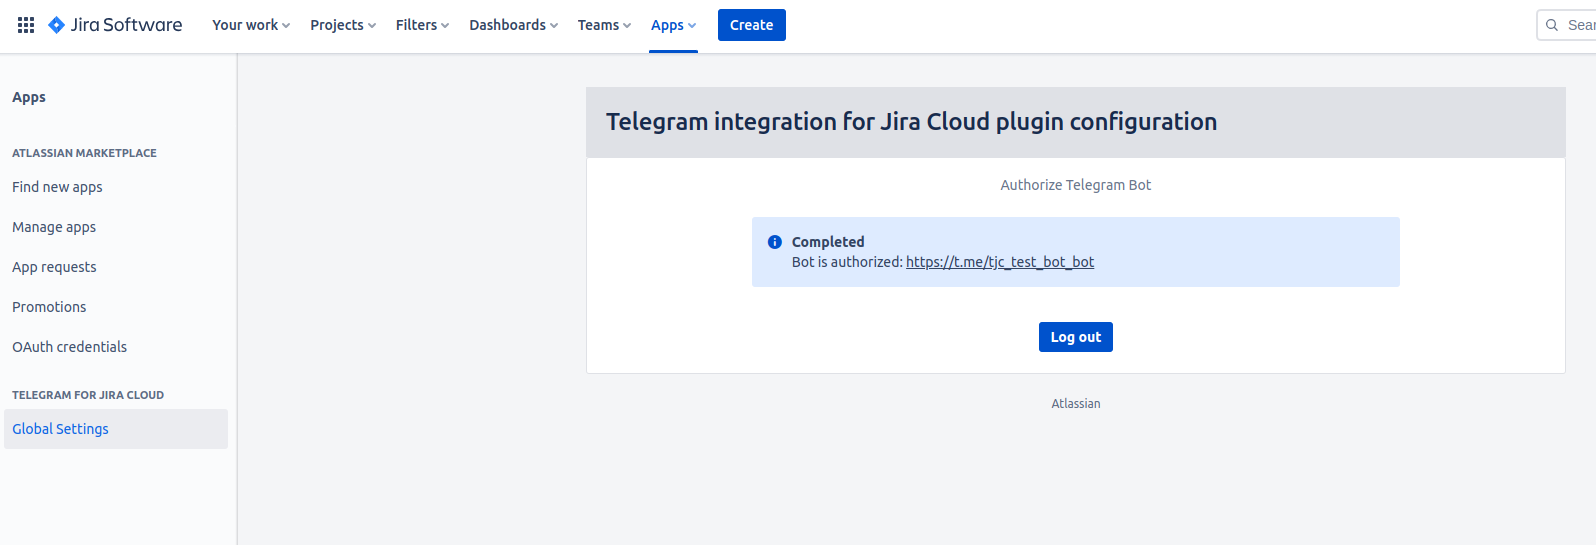 Jira Software Your work Projects Filters Dashboards Teams Apps Create
Apps
ATLASSIAN MARKETPLACE
Find new apps
Manage apps
App requests
Promotions
OAuth credentials
TELEGRAM FOR JIRA CLOUD
Global Settings
Telegram integration for Jira Cloud plugin configuration
Authorize Telegram Bot
Completed
Bot is authorized: https://t.me/tjc_test_bot_bot
Log out
Atlassian